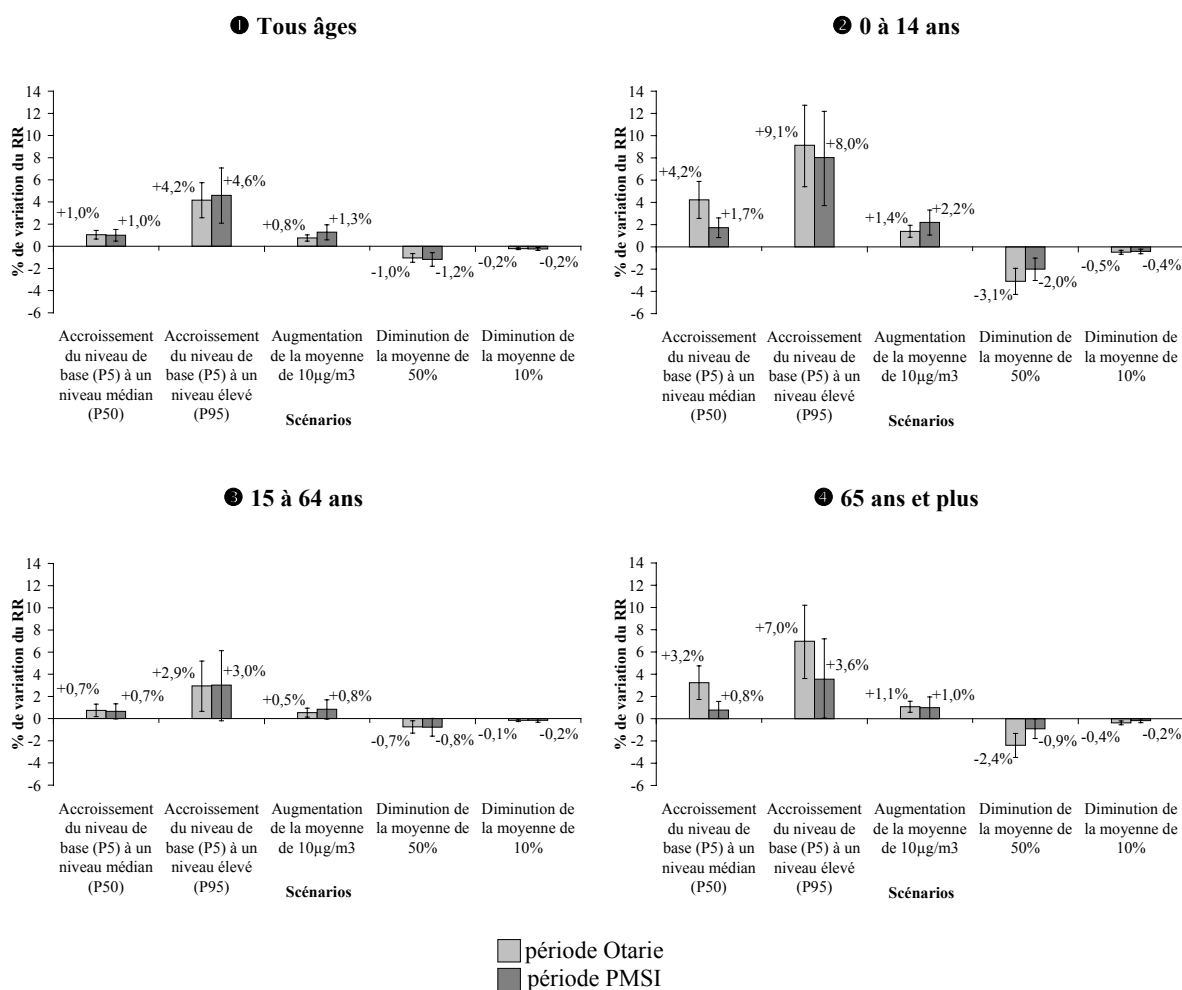 ❶ Tous âges
% de variation du RR
14
12
10
8
6
4
2
0
-2
-4
-6
+1,0%
+1,0%
+4,2%
+4,6%
+0,8%
+1,3%
-1,0%
-1,2%
-0,2%
-0,2%
Accroissement du niveau de base (P5) à un niveau médian (P50)
Accroissement du niveau de base (P5) à un niveau élevé (P95)
Augmentation de la moyenne de 10µg/m3
Diminution de la moyenne de 50%
Diminution de la moyenne de 10%
Scénarios
❷ 0 à 14 ans
% de variation du RR
14
12
10
8
6
4
2
0
-2
-4
-6
+4,2%
+1,7%
+9,1%
+8,0%
+1,4%
+2,2%
-3,1%
-2,0%
-0,5%
-0,4%
Accroissement du niveau de base (P5) à un niveau médian (P50)
Accroissement du niveau de base (P5) à un niveau élevé (P95)
Augmentation de la moyenne de 10µg/m3
Diminution de la moyenne de 50%
Diminution de la moyenne de 10%
Scénarios
❸ 15 à 64 ans
% de variation du RR
14
12
10
8
6
4
2
0
-2
-4
-6
+0,7%
+0,7%
+2,9%
+3,0%
+0,5%
+0,8%
-0,7%
-0,8%
-0,1%
-0,2%
Accroissement du niveau de base (P5) à un niveau médian (P50)
Accroissement du niveau de base (P5) à un niveau élevé (P95)
Augmentation de la moyenne de 10µg/m3
Diminution de la moyenne de 50%
Diminution de la moyenne de 10%
Scénarios
❹ 65 ans et plus
% de variation du RR
14
12
10
8
6
4
2
0
-2
-4
-6
+3,2%
+0,8%
+7,0%
+3,6%
+1,1%
+1,0%
-2,4%
-0,9%
-0,4%
-0,2%
Accroissement du niveau de base (P5) à un niveau médian (P50)
Accroissement du niveau de base (P5) à un niveau élevé (P95)
Augmentation de la moyenne de 10µg/m3
Diminution de la moyenne de 50%
Diminution de la moyenne de 10%
Scénarios
période Otarie
période PMSI